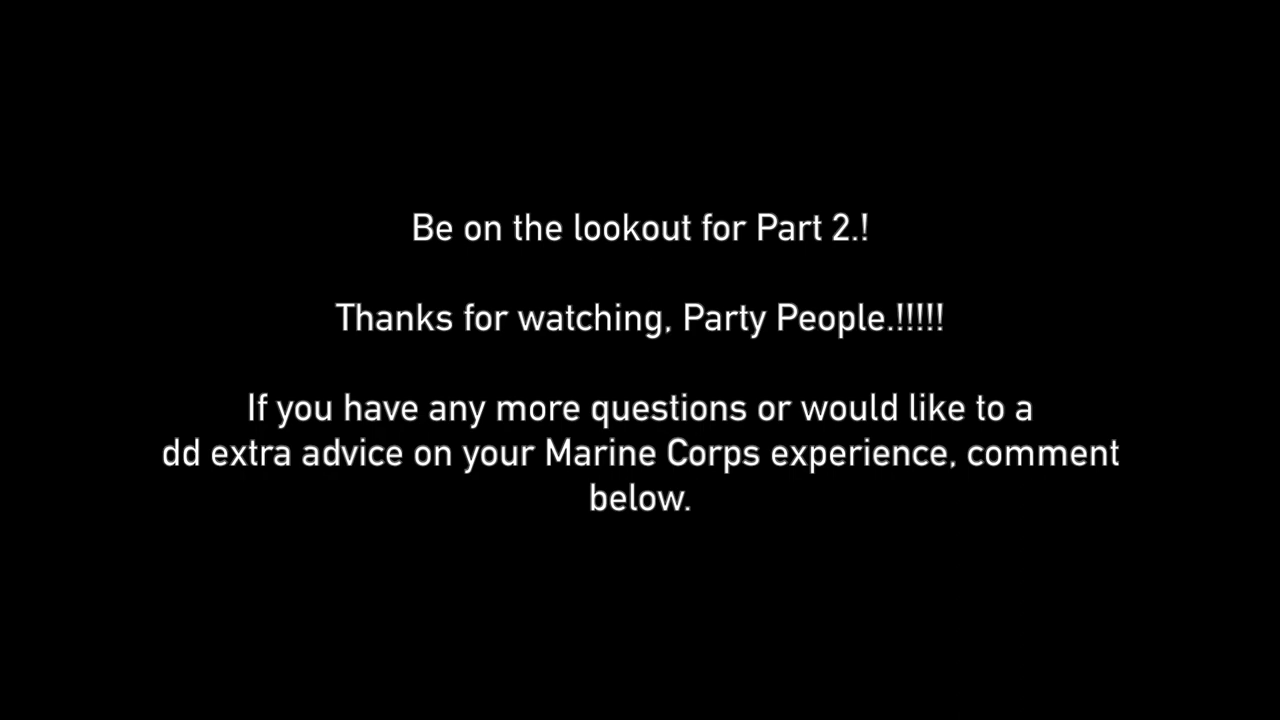 Be on the lookout for Part 2.!
Thanks for watching, Party People.!!!!!
If you have any more questions or would like to a
dd extra advice on your Marine Corps experience, comment
below.